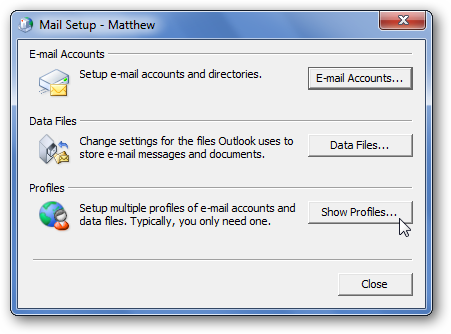 Mail Setup - Matthew
E-mail Accounts
Setup e-mail accounts and directories.
E-mail Accounts...
Data Files
Change settings for the files Outlook uses to
store e-mail messages and documents.
Data Files...
Profiles
Setup multiple profiles of e-mail accounts and
data files. Typically, you only need one.
Show Profiles...
Close